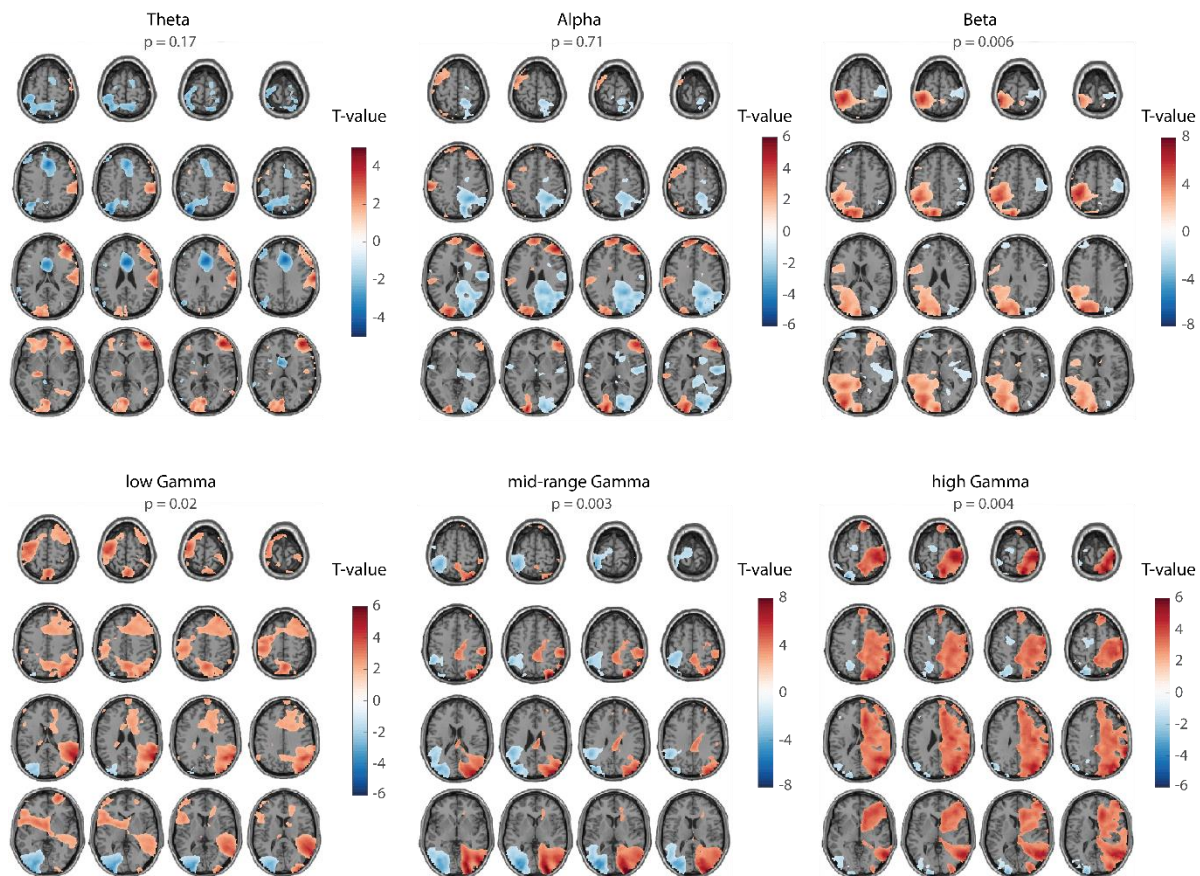 Theta
p = 0.17
T-value
4
2
0
-2
-4
Alpha
p = 0.71
T-value
6
4
2
0
-2
-4
-6
Beta
p = 0.006
T-value
8
4
0
-4
-8
low Gamma
p = 0.02
T-value
6
4
2
0
-2
-4
-6
mid-range Gamma
p = 0.003
T-value
8
4
0
-4
-8
high Gamma
p = 0.004
T-value
6
4
2
0
-2
-4
-6